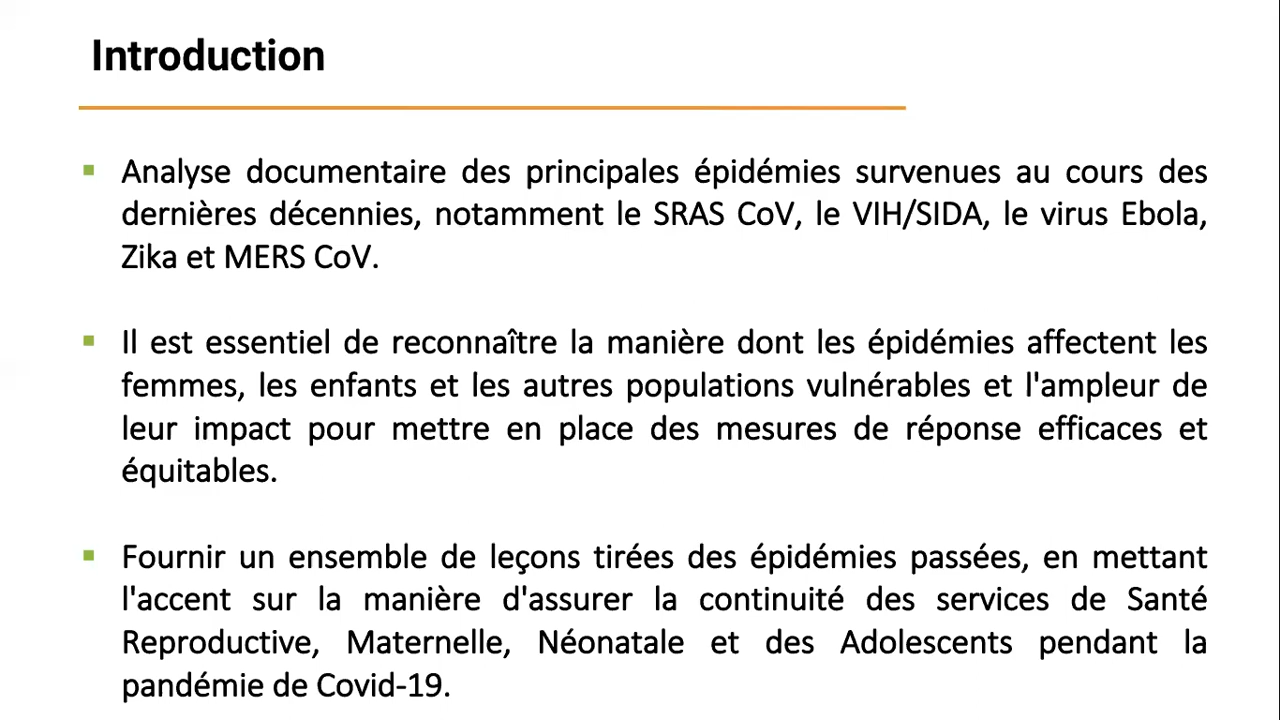 Introduction
Analyse documentaire des principales épidémies survenues au cours des
dernières décennies, notamment le SRAS CoV, le VIH/SIDA, le virus Ebola,
Zika et MERS CoV.
Il est essentiel de reconnaître la manière dont les épidémies affectent les
femmes, les enfants et les autres populations vulnérables et l'ampleur de
leur impact pour mettre en place des mesures de réponse efficaces et
équitables.
Fournir un ensemble de leçons tirées des épidémies passées, en mettant
l'accent sur la manière d'assurer la continuité des services de Santé
Reproductive, Maternelle, Néonatale et des Adolescents pendant la
pandémie de Covid-19.